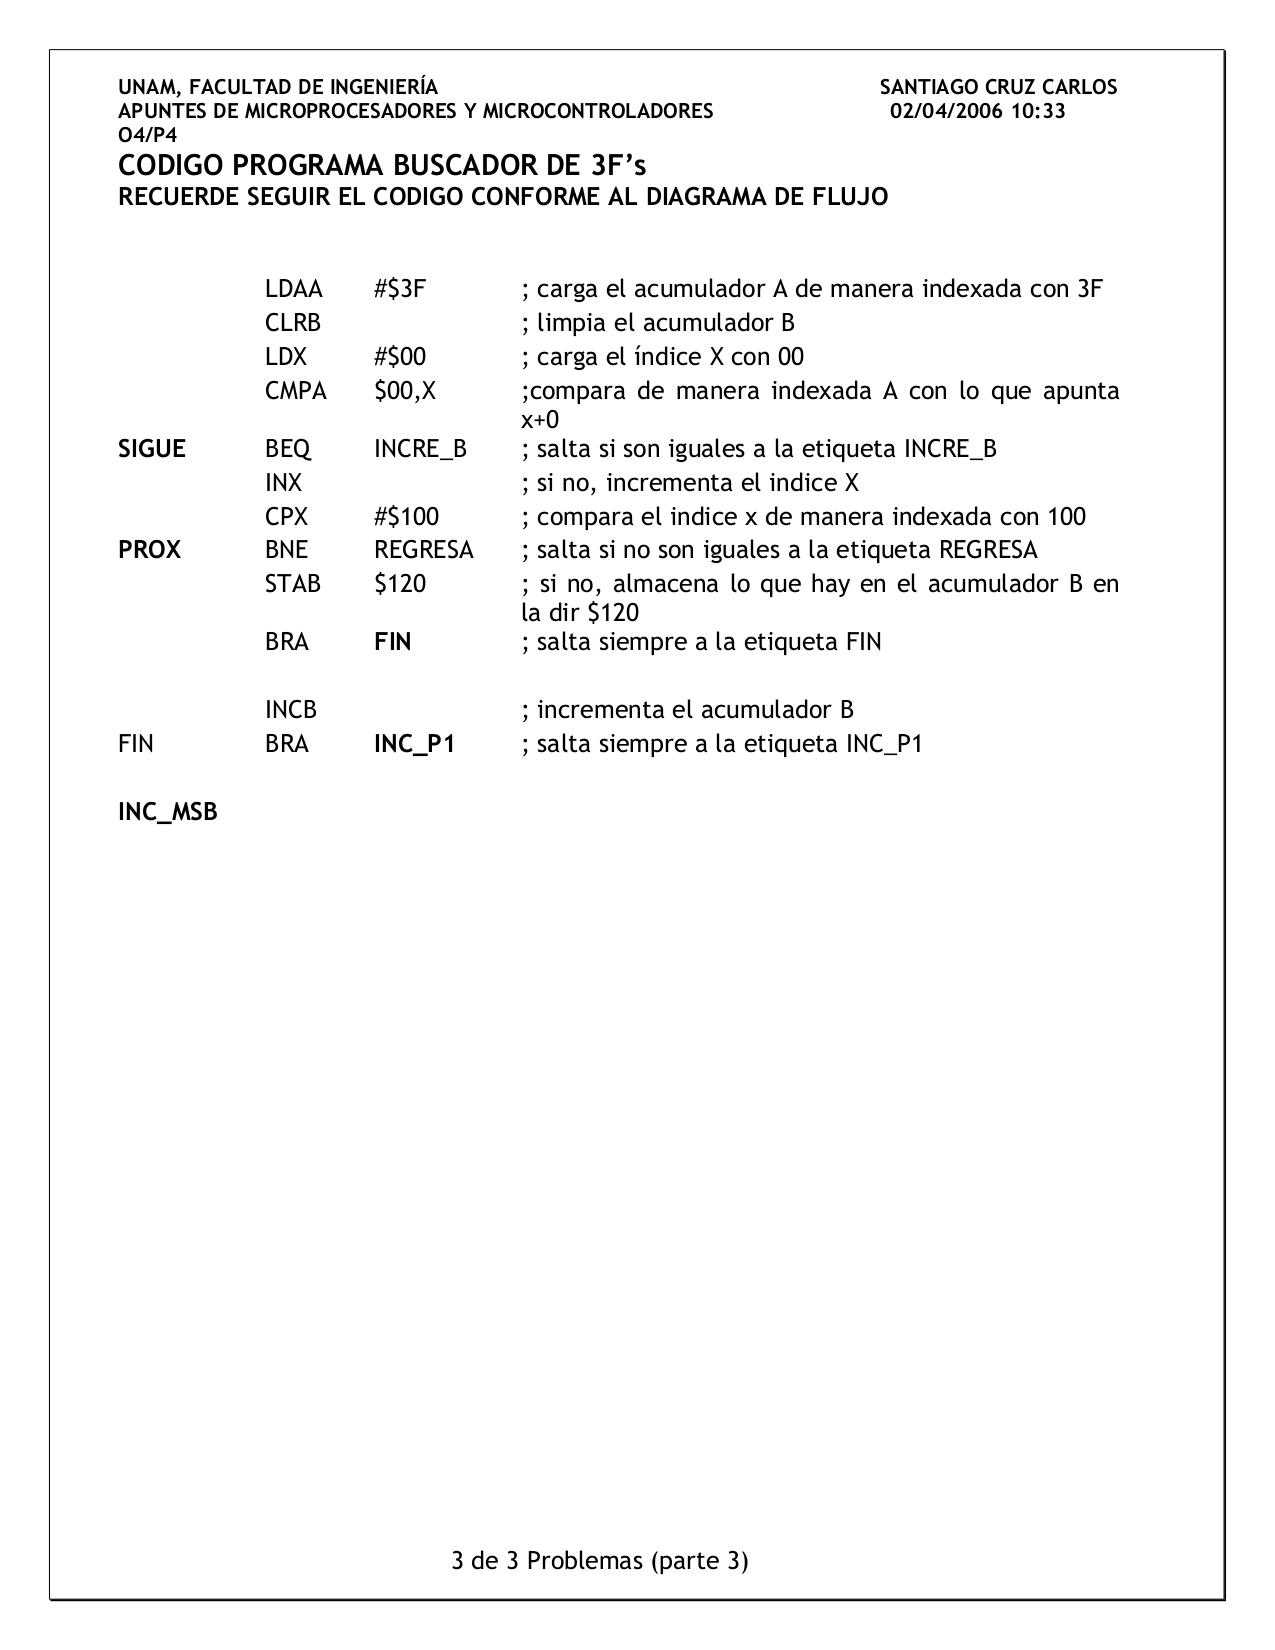 UNAM, FACULTAD DE INGENIERÍA SANTIAGO CRUZ CARLOS
APUNTES DE MICROPROCESADORES Y MICROCONTROLADORES 02/04/2006 10:33
O4/P4
CODIGO PROGRAMA BUSCADOR DE 3F’s
RECUERDE SEGUIR EL CODIGO CONFORME AL DIAGRAMA DE FLUJO
LDAA #$3F ; carga el acumulador A de manera indexada con 3F
CLRB ; limpia el acumulador B
LDX #$00 ; carga el índice X con 00
CMPA $00,X ;compara de manera indexada A con lo que apunta
x+0
SIGUE BEQ INCRE_B ; salta si son iguales a la etiqueta INCRE_B
INX ; si no, incrementa el indice X
CPX #$100 ; compara el indice x de manera indexada con 100
PROX BNE REGRESA ; salta si no son iguales a la etiqueta REGRESA
STAB $120 ; si no, almacena lo que hay en el acumulador B en
la dir $120
BRA FIN ; salta siempre a la etiqueta FIN
INCB ; incrementa el acumulador B
FIN BRA INC_P1 ; salta siempre a la etiqueta INC_P1
INC_MSB
3 de 3 Problemas (parte 3)